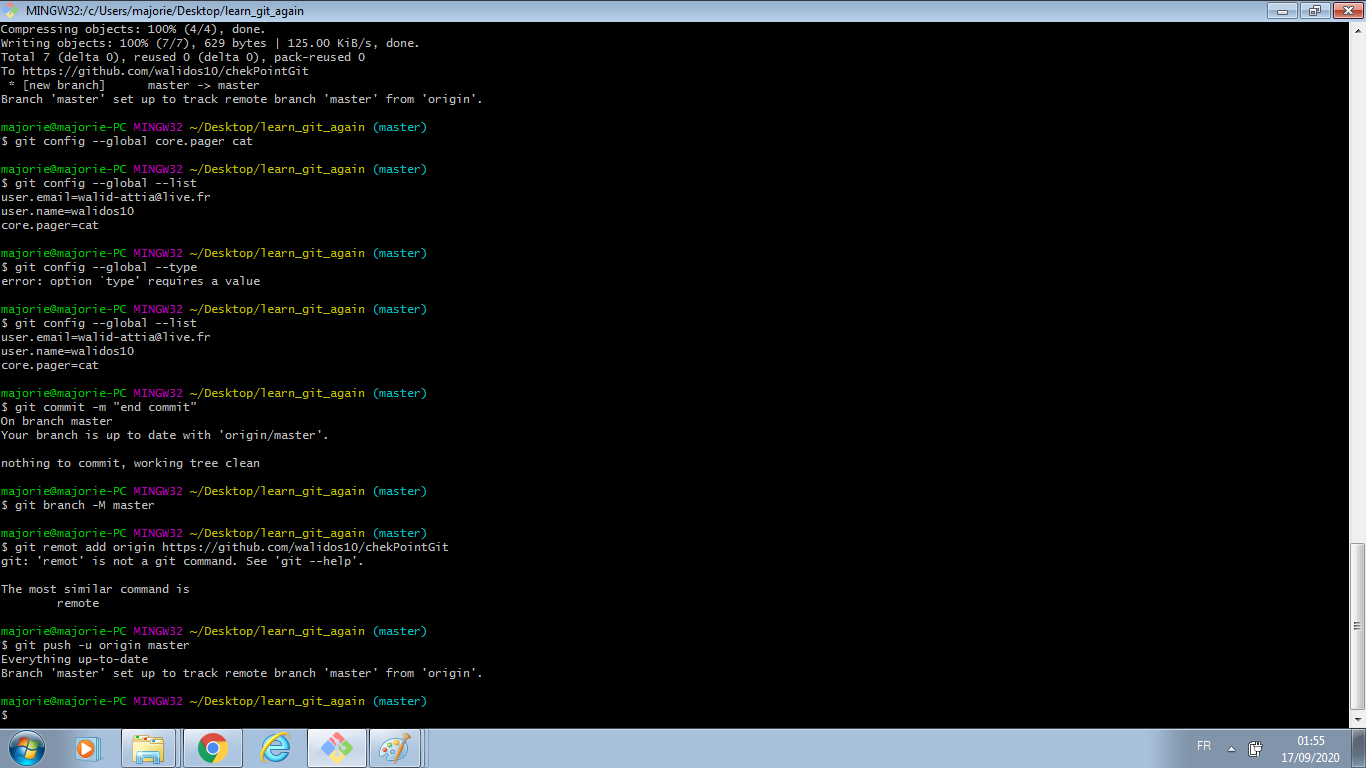 MINGW32:/c/Users/majorie/Desktop/learn_git_again
Compressing objects: 100% (4/4), done.
Writing objects: 100% (7/7), 629 bytes | 125.00 KiB/s, done.
Total 7 (delta 0), reused 0 (delta 0), pack-reused 0
To https://github.com/walidos10/chekPointGit
 * [new branch]      master -> master
Branch 'master' set up to track remote branch 'master' from 'origin'.
majorie@majorie-PC MINGW32 ~/Desktop/learn_git_again (master)
$ git config --global core.pager cat
majorie@majorie-PC MINGW32 ~/Desktop/learn_git_again (master)
$ git config --global --list
user.email=walid-attia@live.fr
user.name=walidos10
core.pager=cat
majorie@majorie-PC MINGW32 ~/Desktop/learn_git_again (master)
$ git config --global --type
error: option `type' requires a value
majorie@majorie-PC MINGW32 ~/Desktop/learn_git_again (master)
$ git config --global --list
user.email=walid-attia@live.fr
user.name=walidos10
core.pager=cat
majorie@majorie-PC MINGW32 ~/Desktop/learn_git_again (master)
$ git commit -m "end commit"
On branch master
Your branch is up to date with 'origin/master'.
nothing to commit, working tree clean
majorie@majorie-PC MINGW32 ~/Desktop/learn_git_again (master)
$ git branch -M master
majorie@majorie-PC MINGW32 ~/Desktop/learn_git_again (master)
$ git remot add origin https://github.com/walidos10/chekPointGit
git: 'remot' is not a git command. See 'git --help'.
The most similar command is
        remote
majorie@majorie-PC MINGW32 ~/Desktop/learn_git_again (master)
$ git push -u origin master
Everything up-to-date
Branch 'master' set up to track remote branch 'master' from 'origin'.
majorie@majorie-PC MINGW32 ~/Desktop/learn_git_again (master)
$
FR
01:55
17/09/2020